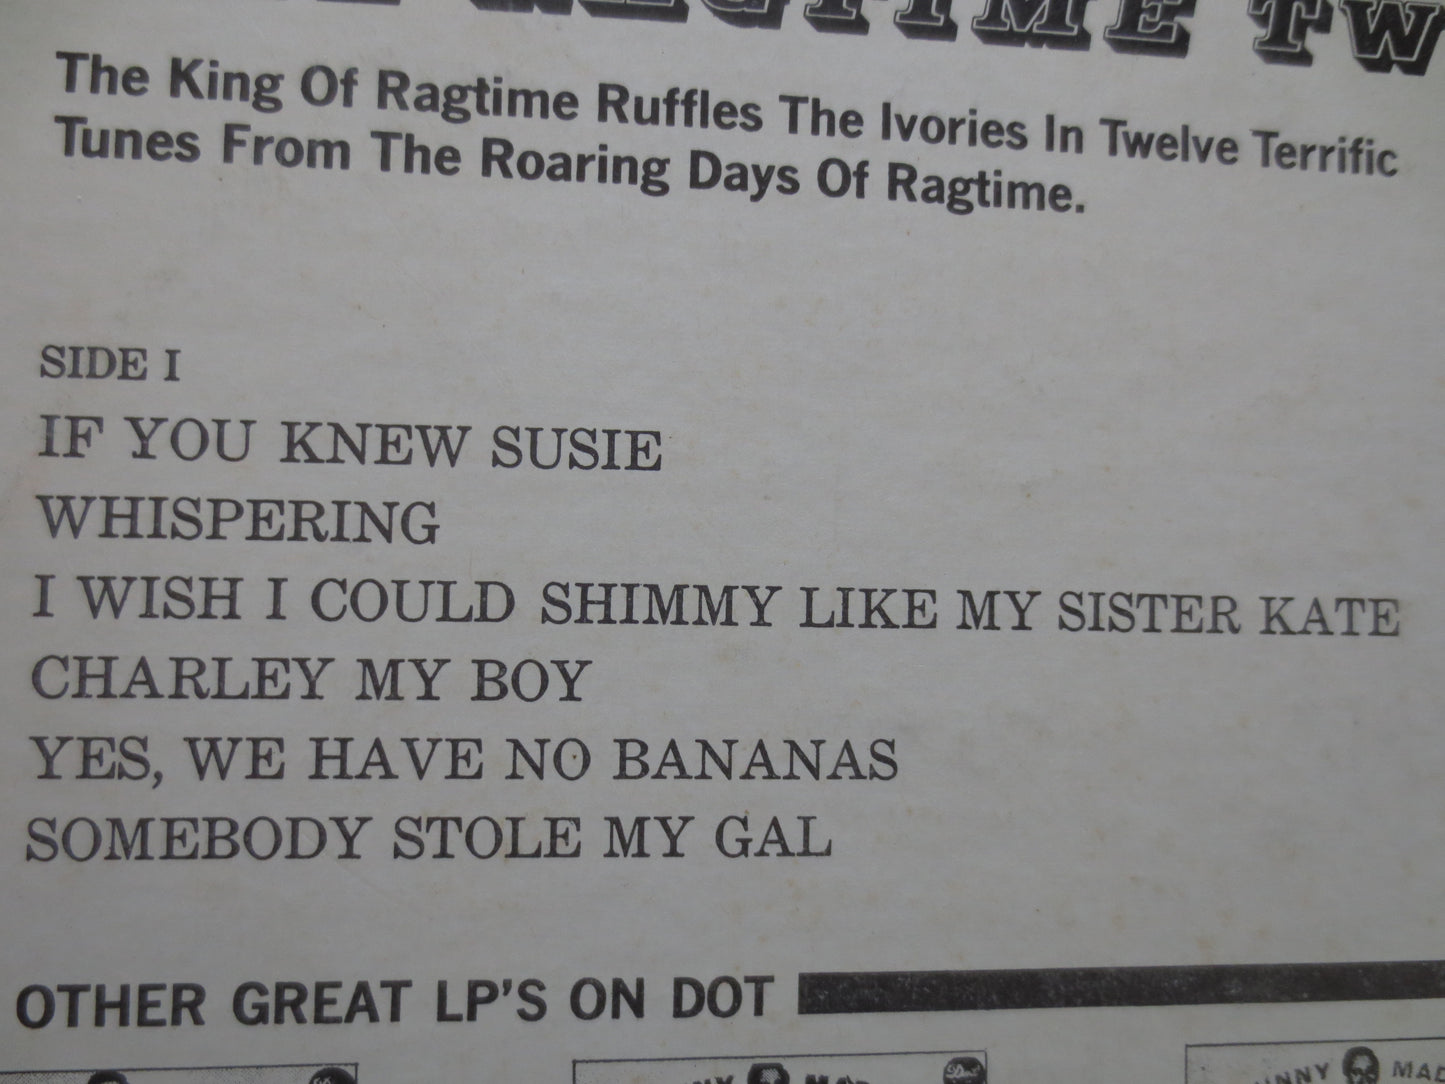 RAGTIME TW
The King Of Ragtime Ruffles The Ivories In Twelve Terrific
Tunes From The Roaring Days Of Ragtime.
SIDE I
IF YOU KNEW SUSIE
WHISPERING
I WISH I COULD SHIMMY LIKE MY SISTER KATE
CHARLEY MY BOY
YES, WE HAVE NO BANANAS
SOMEBODY STOLE MY GAL
OTHER GREAT LP'S ON DOT